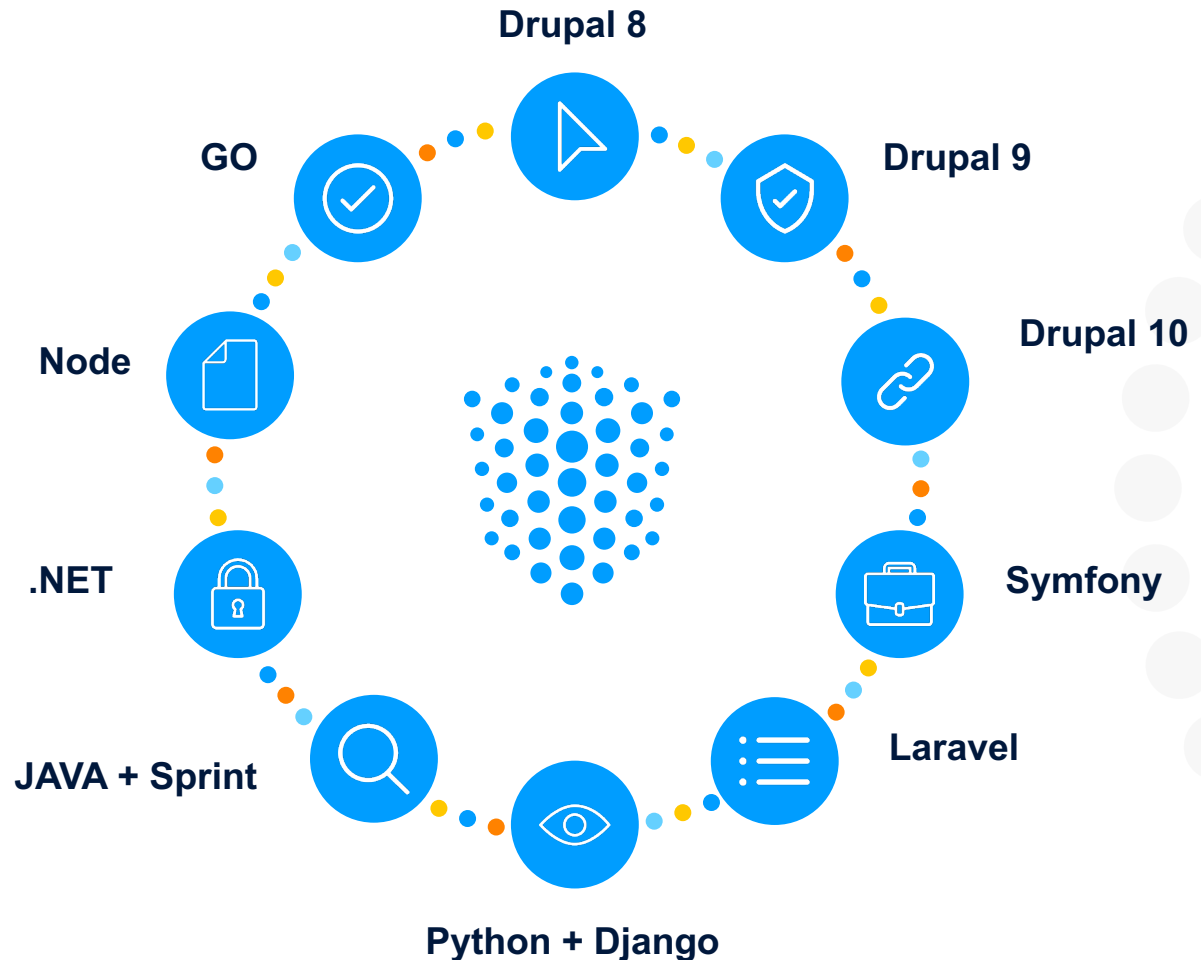 Drupal 8
GO
Drupal 9
Drupal 10
Node
.NET
Symfony
Laravel
JAVA + Sprint
Python + Django